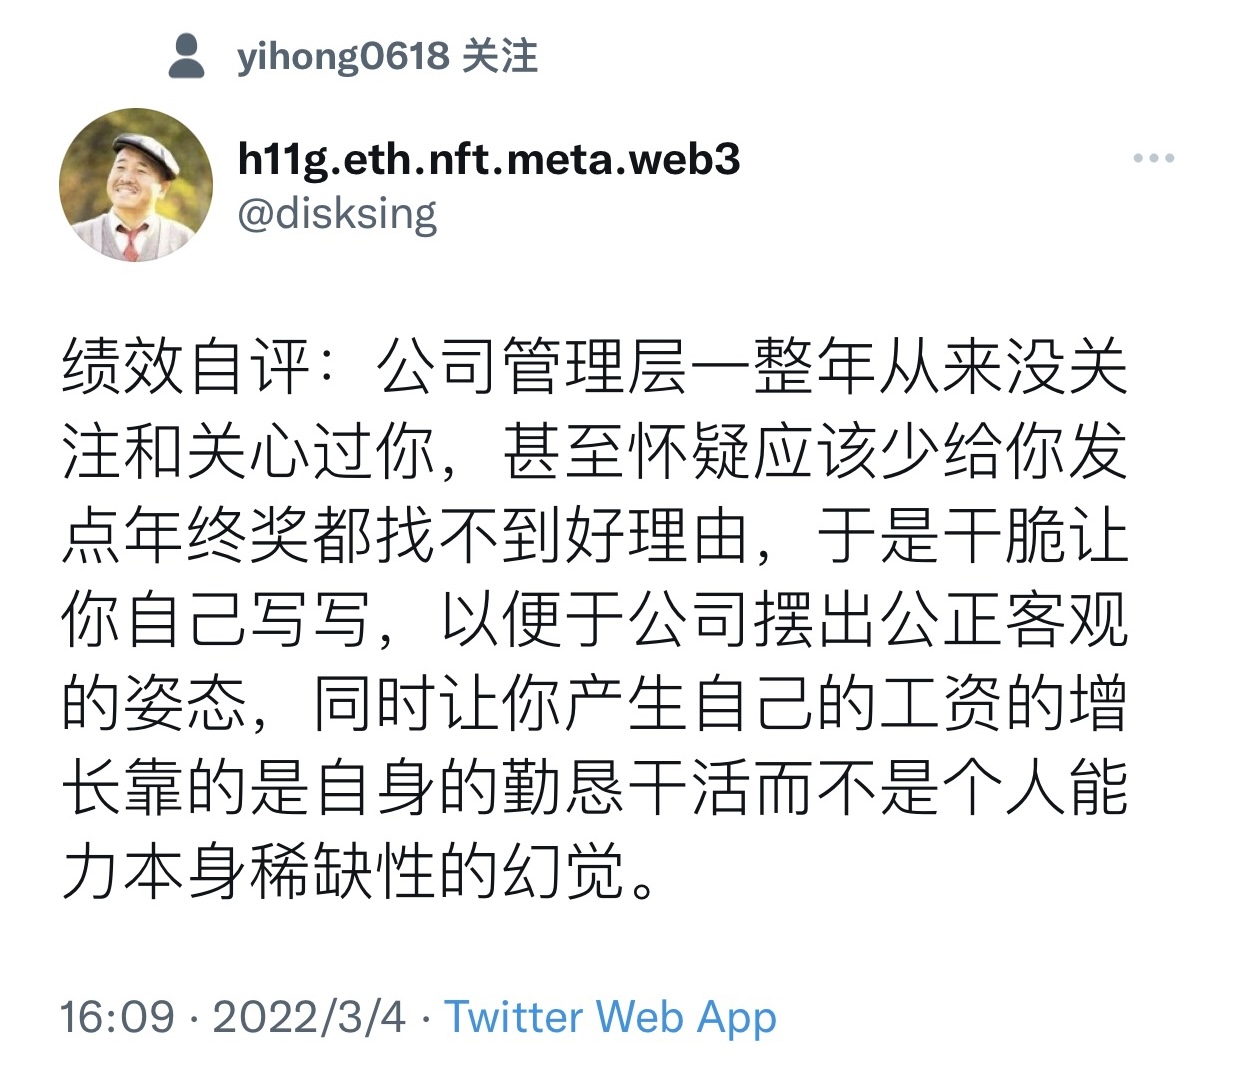 yihong0618 关注
h11g.eth.nft.meta.web3
@disksing
绩效自评：公司管理层一整年从来没关
注和关心过你，甚至怀疑应该少给你发
点年终奖都找不到好理由，于是干脆让
你自己写写，以便于公司摆出公正客观
的姿态，同时让你产生自己的工资的增
长靠的是自身的勤恳干活而不是个人能
力本身稀缺性的幻觉。
16:09 · 2022/3/4 · Twitter Web App